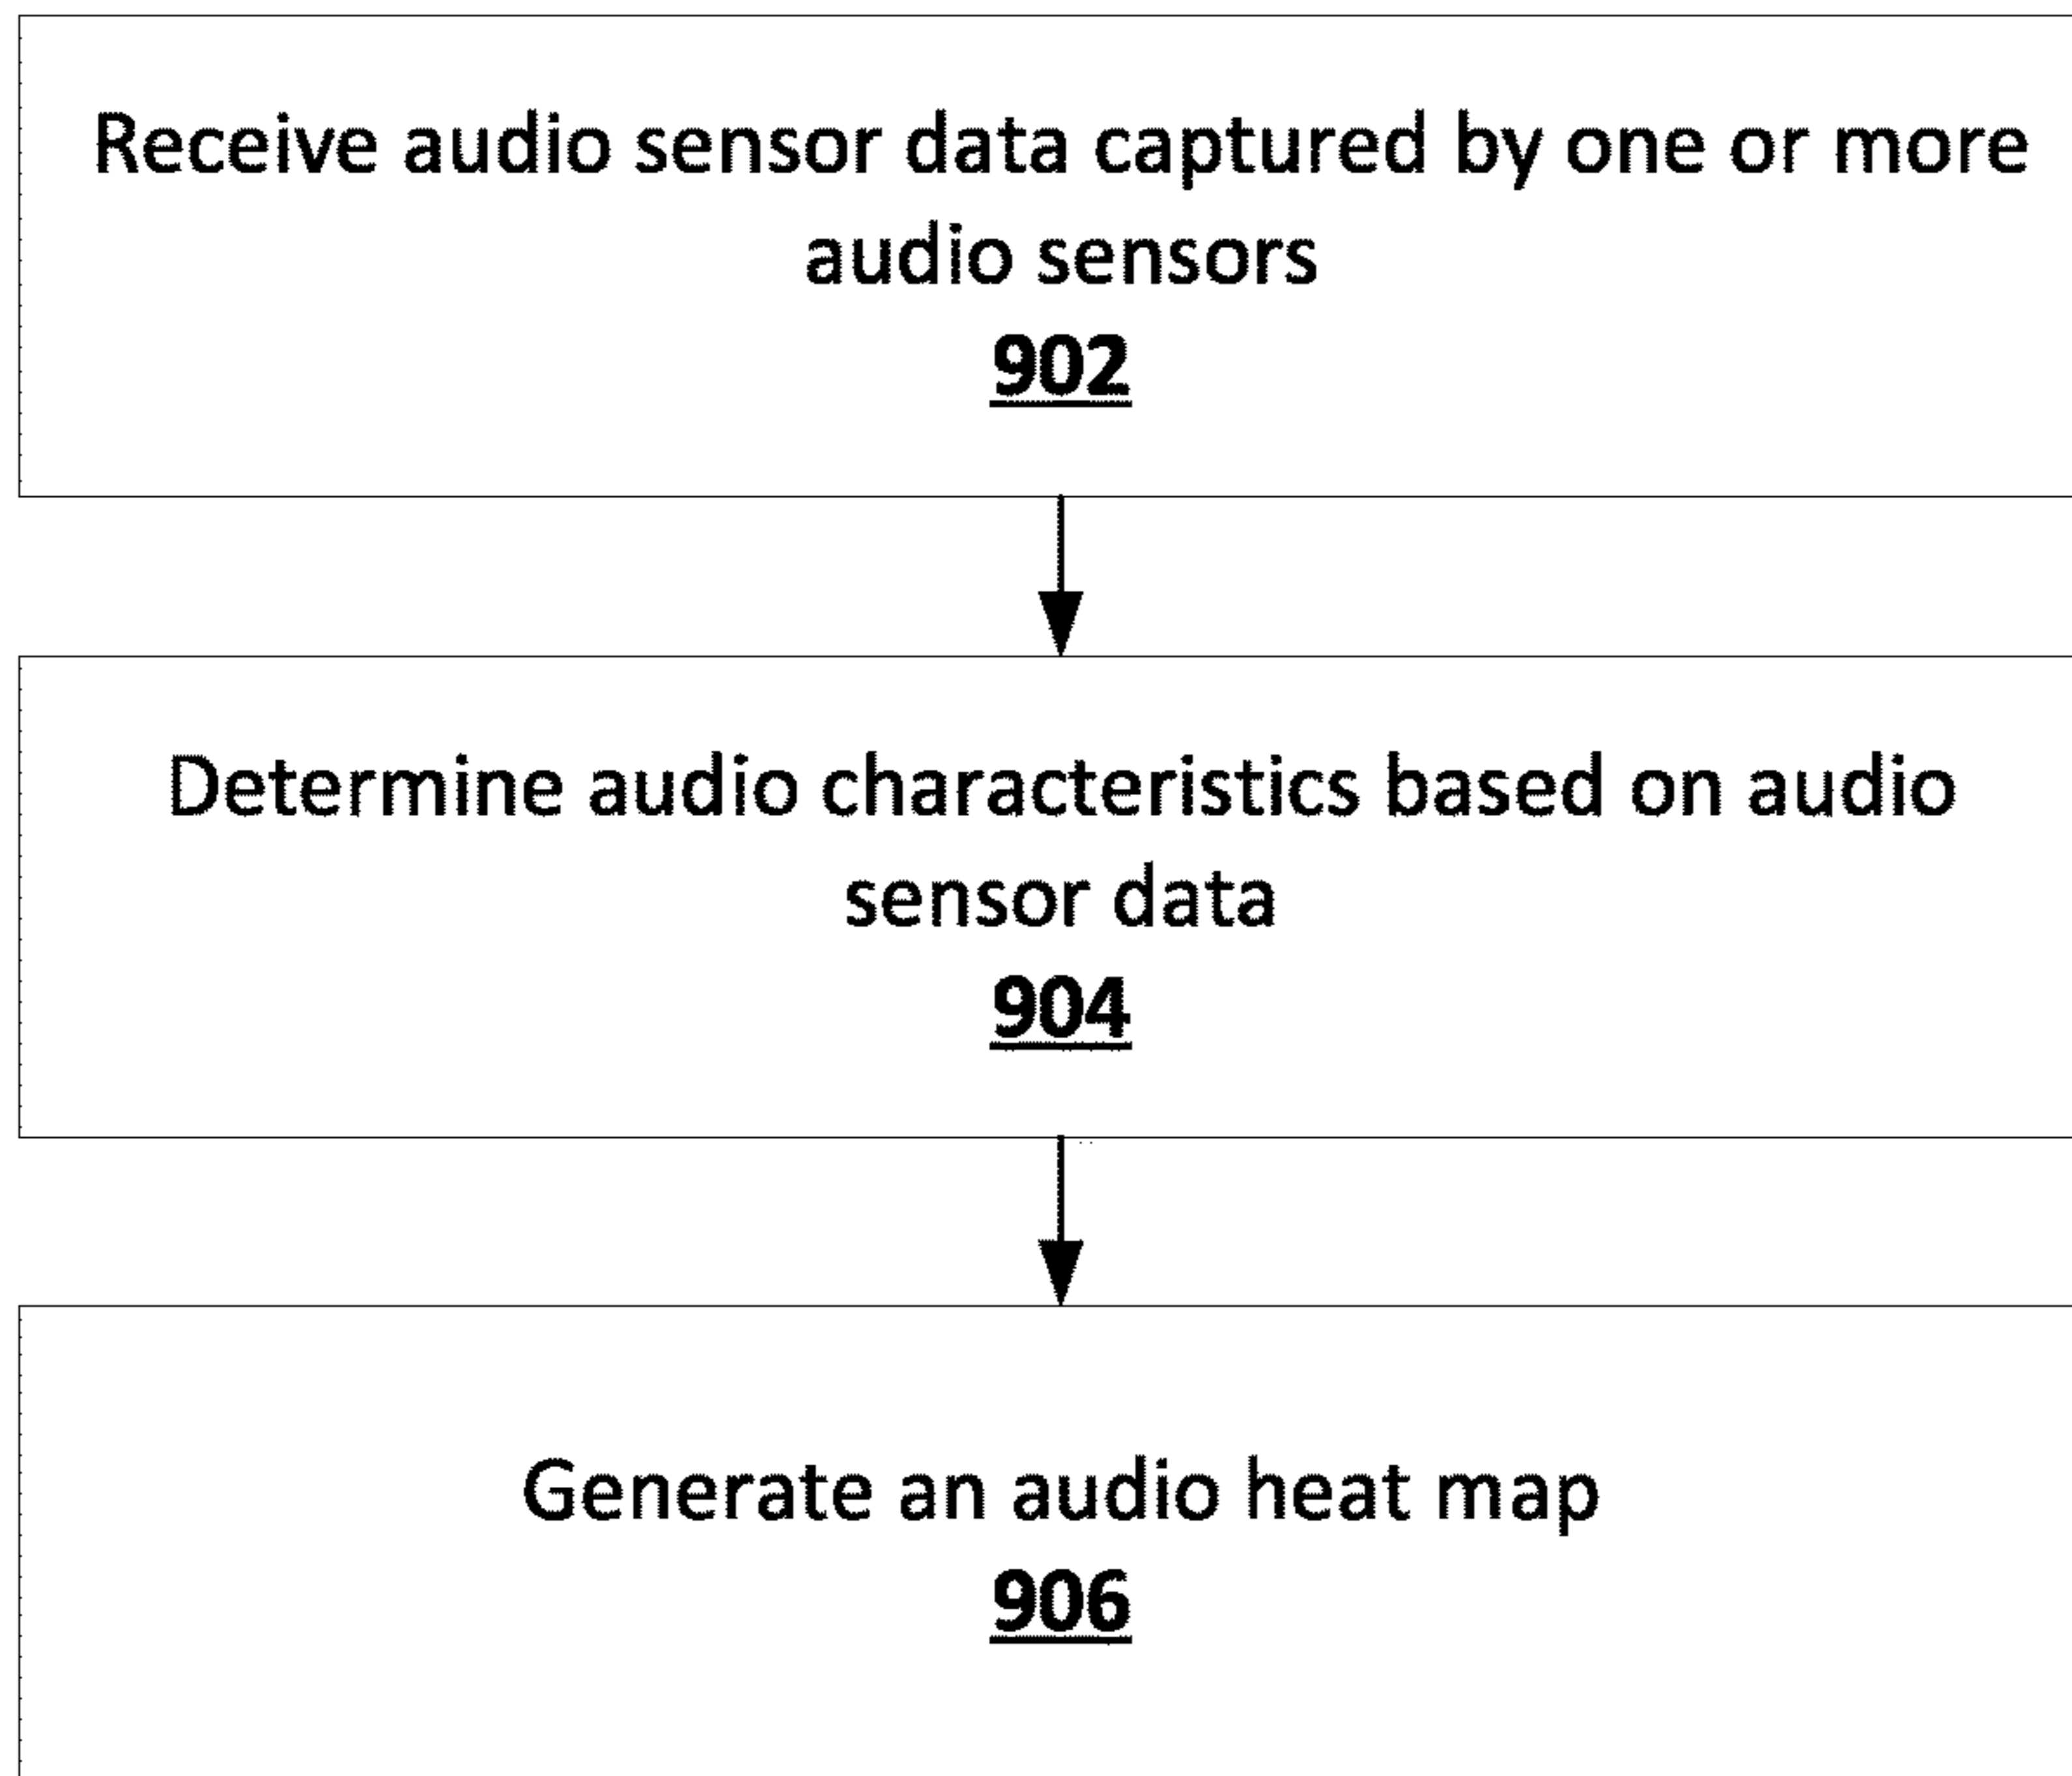 Receive audio sensor data captured by one or more
audio sensors
902
Determine audio characteristics based on audio
sensor data
904
Generate an audio heat map
906